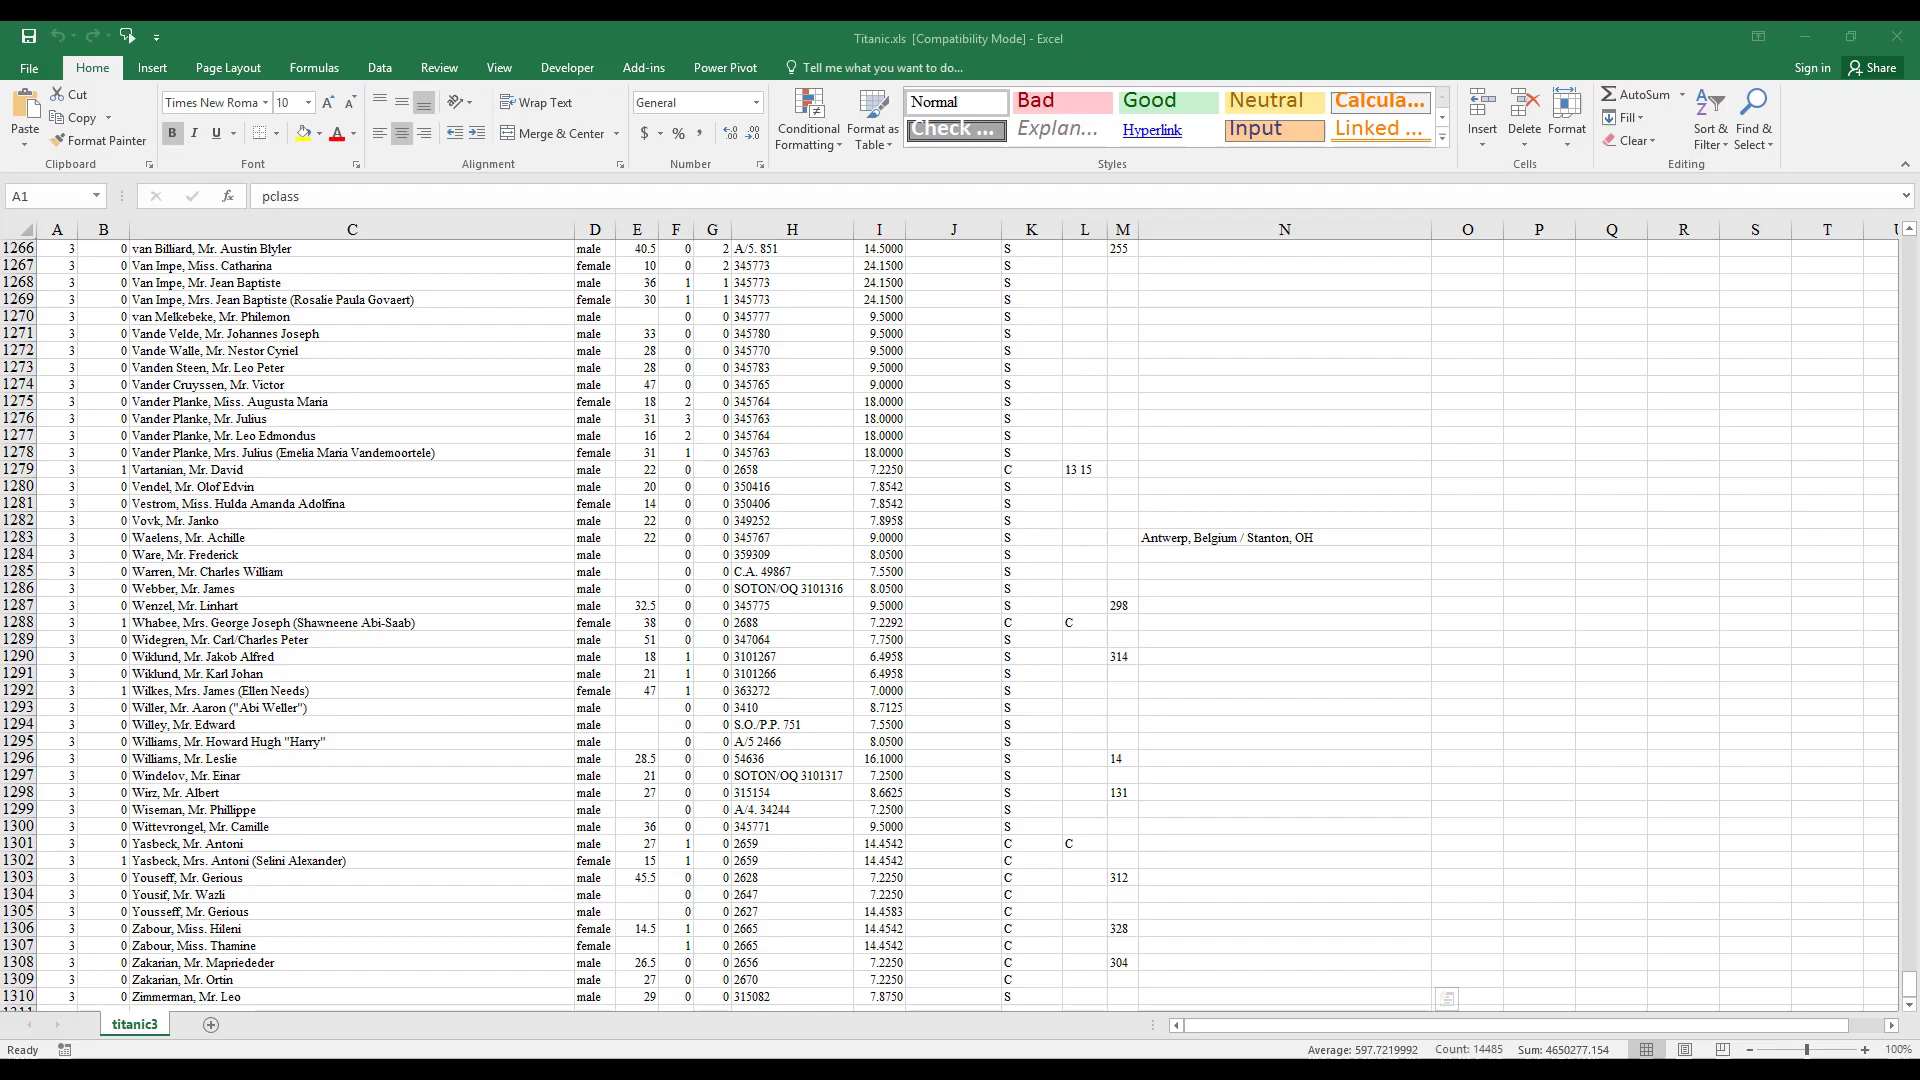 Titanic.xls [Compatibility Mode] - Excel
File Home Insert Page Layout Formulas Data Review View Developer Add-ins Power Pivot Tell me what you want to do... Sign in Share
Paste Cut Copy Format Painter Clipboard
Times New Roma 10 B I U A Font
Wrap Text Merge & Center Alignment
General $ % , Number
Conditional Formatting Format as Table Normal Bad Good Neutral Calcula... Check ... Explan... Hyperlink Input Linked ... Styles
Insert Delete Format Cells
AutoSum Fill Clear Sort & Filter Find & Select Editing
A1 fx pclass
A B C D E F G H I J K L M N O P Q R S T U
1266 3 0 van Billiard, Mr. Austin Blyler male 40.5 0 2 A/5. 851 14.5000 S 255
1267 3 0 Van Impe, Miss. Catharina female 10 0 2 345773 24.1500 S
1268 3 0 Van Impe, Mr. Jean Baptiste male 36 1 1 345773 24.1500 S
1269 3 0 Van Impe, Mrs. Jean Baptiste (Rosalie Paula Govaert) female 30 1 1 345773 24.1500 S
1270 3 0 van Melkebeke, Mr. Philemon male 0 0 345777 9.5000 S
1271 3 0 Vande Velde, Mr. Johannes Joseph male 33 0 0 345780 9.5000 S
1272 3 0 Vande Walle, Mr. Nestor Cyriel male 28 0 0 345770 9.5000 S
1273 3 0 Vanden Steen, Mr. Leo Peter male 28 0 0 345783 9.5000 S
1274 3 0 Vander Cruyssen, Mr. Victor male 47 0 0 345765 9.0000 S
1275 3 0 Vander Planke, Miss. Augusta Maria female 18 2 0 345764 18.0000 S
1276 3 0 Vander Planke, Mr. Julius male 31 3 0 345763 18.0000 S
1277 3 0 Vander Planke, Mr. Leo Edmondus male 16 2 0 345764 18.0000 S
1278 3 0 Vander Planke, Mrs. Julius (Emelia Maria Vandemoortele) female 31 1 0 345763 18.0000 S
1279 3 1 Vartanian, Mr. David male 22 0 0 2658 7.2250 C 13 15
1280 3 0 Vendel, Mr. Olof Edvin male 20 0 0 350416 7.8542 S
1281 3 0 Vestrom, Miss. Hulda Amanda Adolfina female 14 0 0 350406 7.8542 S
1282 3 0 Vovk, Mr. Janko male 22 0 0 349252 7.8958 S
1283 3 0 Waelens, Mr. Achille male 22 0 0 345767 9.0000 S Antwerp, Belgium / Stanton, OH
1284 3 0 Ware, Mr. Frederick male 0 0 359309 8.0500 S
1285 3 0 Warren, Mr. Charles William male 0 0 C.A. 49867 7.5500 S
1286 3 0 Webber, Mr. James male 0 0 SOTON/OQ 3101316 8.0500 S
1287 3 0 Wenzel, Mr. Linhart male 32.5 0 0 345775 9.5000 S 298
1288 3 1 Whabee, Mrs. George Joseph (Shawneene Abi-Saab) female 38 0 0 2688 7.2292 C C
1289 3 0 Widegren, Mr. Carl/Charles Peter male 51 0 0 347064 7.7500 S
1290 3 0 Wiklund, Mr. Jakob Alfred male 18 1 0 3101267 6.4958 S 314
1291 3 0 Wiklund, Mr. Karl Johan male 21 1 0 3101266 6.4958 S
1292 3 1 Wilkes, Mrs. James (Ellen Needs) female 47 1 0 363272 7.0000 S
1293 3 0 Willer, Mr. Aaron ("Abi Weller") male 0 0 3410 8.7125 S
1294 3 0 Willey, Mr. Edward male 0 0 S.O./P.P. 751 7.5500 S
1295 3 0 Williams, Mr. Howard Hugh "Harry" male 0 0 A/5 2466 8.0500 S
1296 3 0 Williams, Mr. Leslie male 28.5 0 0 54636 16.1000 S 14
1297 3 0 Windelov, Mr. Einar male 21 0 0 SOTON/OQ 3101317 7.2500 S
1298 3 0 Wirz, Mr. Albert male 27 0 0 315154 8.6625 S 131
1299 3 0 Wiseman, Mr. Phillippe male 0 0 A/4. 34244 7.2500 S
1300 3 0 Wittevrongel, Mr. Camille male 36 0 0 345771 9.5000 S
1301 3 0 Yasbeck, Mr. Antoni male 27 1 0 2659 14.4542 C C
1302 3 1 Yasbeck, Mrs. Antoni (Selini Alexander) female 15 1 0 2659 14.4542 C
1303 3 0 Youseff, Mr. Gerious male 45.5 0 0 2628 7.2250 C 312
1304 3 0 Yousif, Mr. Wazli male 0 0 2647 7.2250 C
1305 3 0 Yousseff, Mr. Gerious male 0 0 2627 14.4583 C
1306 3 0 Zabour, Miss. Hileni female 14.5 1 0 2665 14.4542 C 328
1307 3 0 Zabour, Miss. Thamine female 1 0 2665 14.4542 C
1308 3 0 Zakarian, Mr. Mapriededer male 26.5 0 0 2656 7.2250 C 304
1309 3 0 Zakarian, Mr. Ortin male 27 0 0 2670 7.2250 C
1310 3 0 Zimmerman, Mr. Leo male 29 0 0 315082 7.8750 S
titanic3
Ready Average: 597.7219992 Count: 14485 Sum: 4650277.154 100%